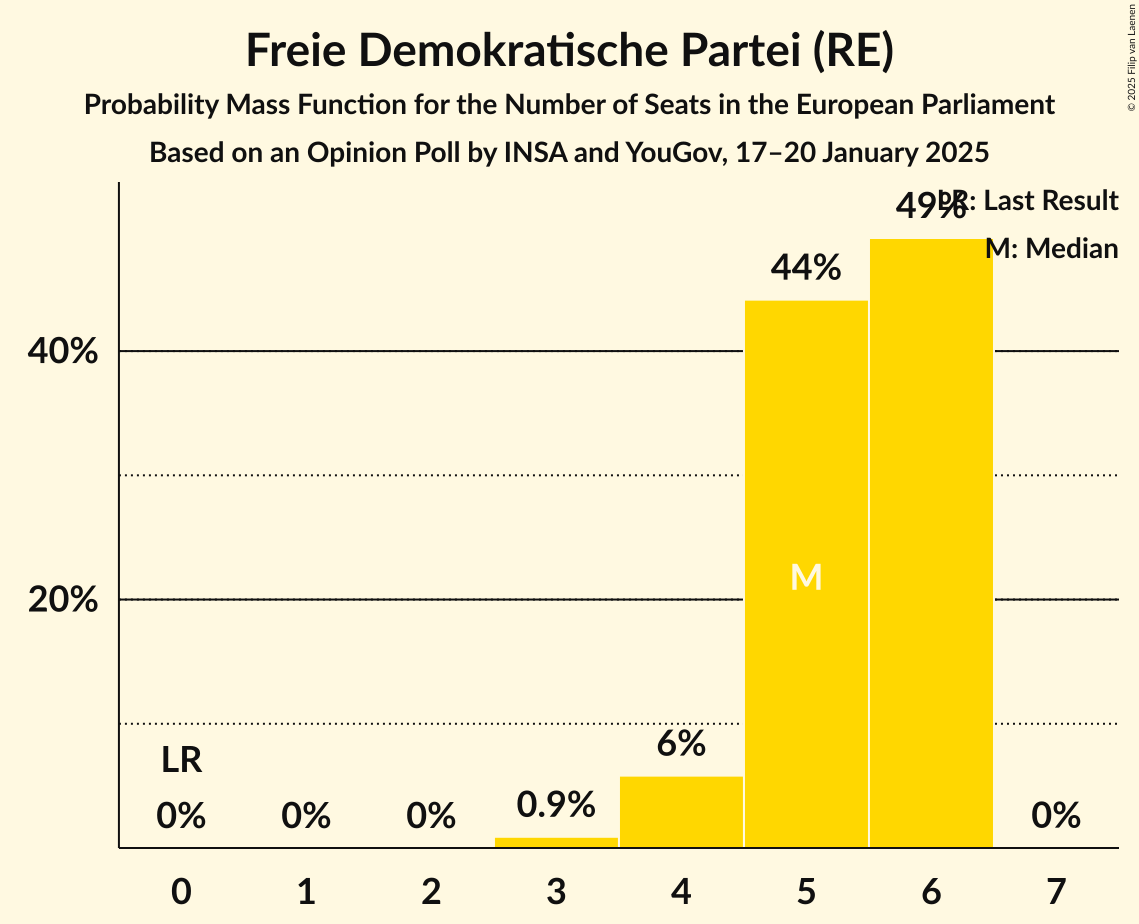 Freie Demokratische Partei (RE)
Probability Mass Function for the Number of Seats in the European Parliament
Based on an Opinion Poll by INSA and YouGov, 17–20 January 2025
© 2025 Filip van Laenen
LR: Last Result
M: Median
49%
44%
40%
M
20%
6%
LR
0.9%
0% 0% 0% 0%
0 1 2 3 4 5 6 7